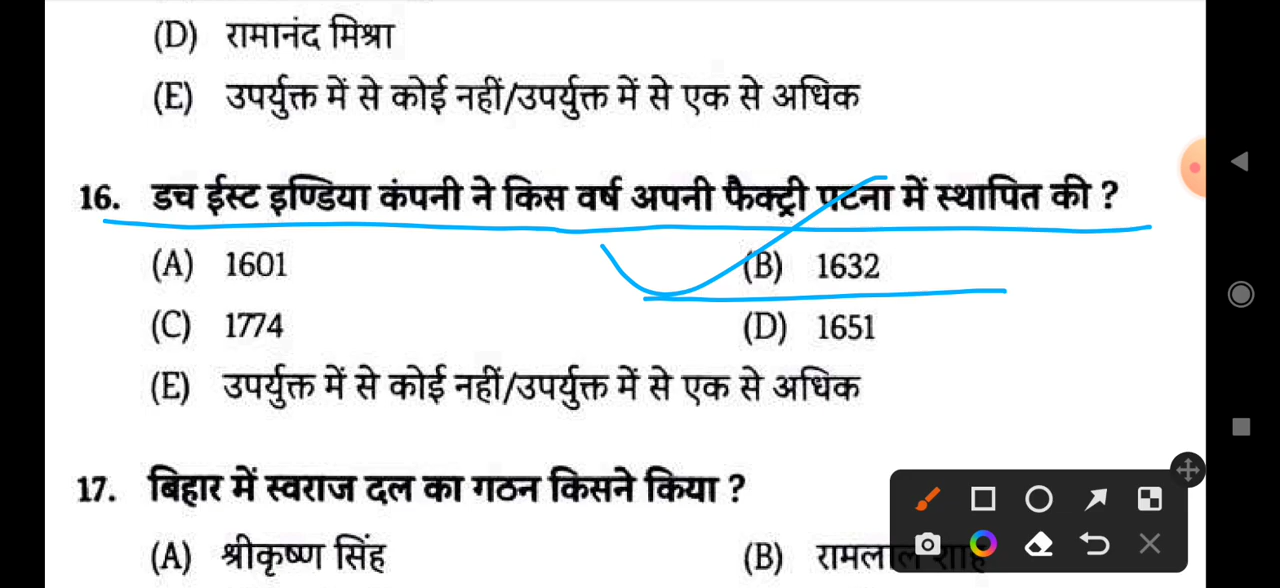 (D) रामानंद मिश्रा
(E) उपर्युक्त में से कोई नहीं/उपर्युक्त में से एक से अधिक
16. डच ईस्ट इण्डिया कंपनी ने किस वर्ष अपनी फैक्ट्री पटना में स्थापित की ?
(A) 1601 (B) 1632
(C) 1774 (D) 1651
(E) उपर्युक्त में से कोई नहीं/उपर्युक्त में से एक से अधिक
17. बिहार में स्वराज दल का गठन किसने किया ?
(A) श्रीकृष्ण सिंह (B) रामलाल शाह